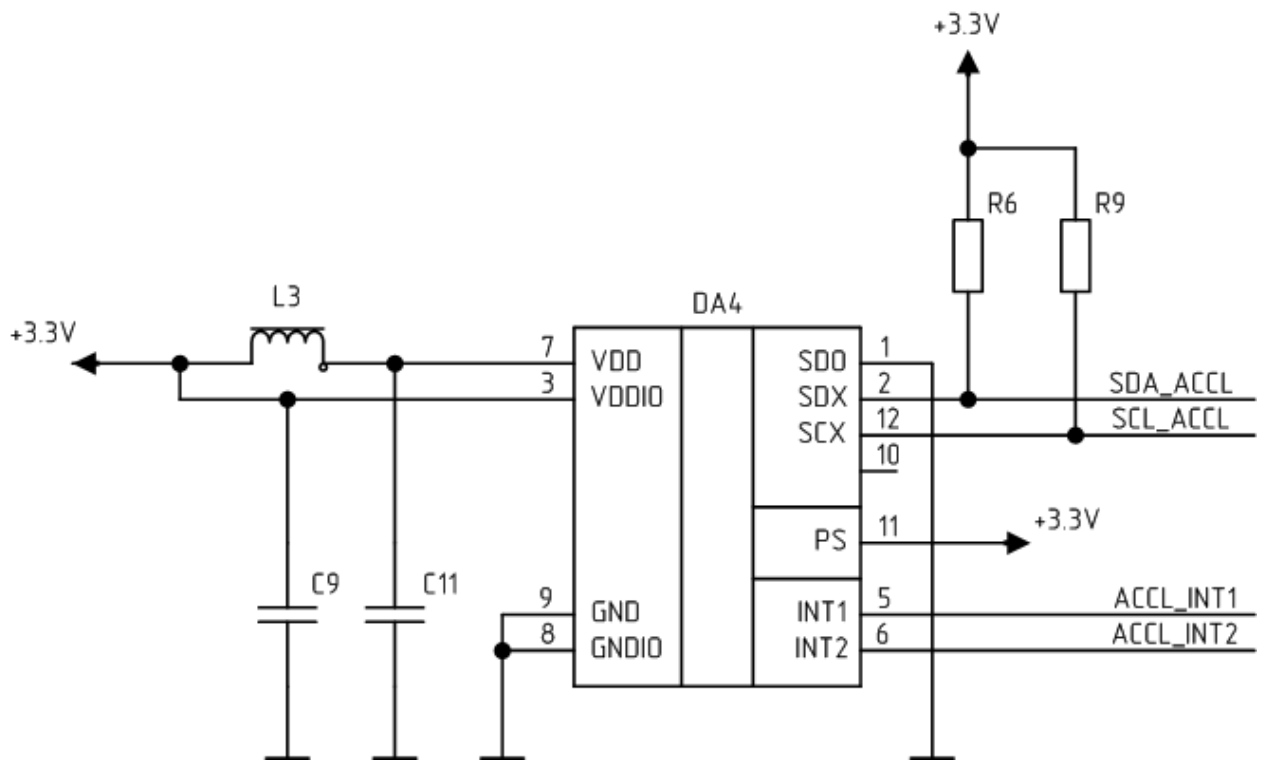 +3.3V
R6
R9
L3
DA4
+3.3V
7
VDD
SDO
1
3
VDDIO
SDX
2
SDA_ACCL
SCX
12
SCL_ACCL
10
PS
11
+3.3V
C9
C11
9
GND
INT1
5
ACCL_INT1
8
GNDIO
INT2
6
ACCL_INT2